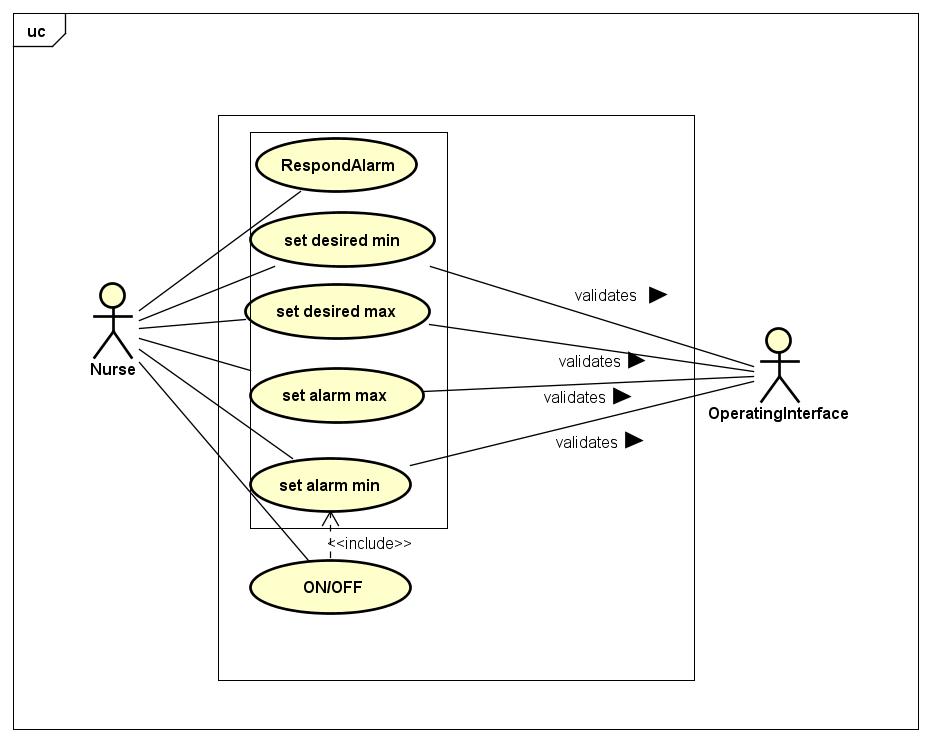 uc
RespondAlarm
set desired min
validates
set desired max
Nurse
validates
set alarm max
validates
OperatingInterface
validates
set alarm min
<<include>>
ON/OFF